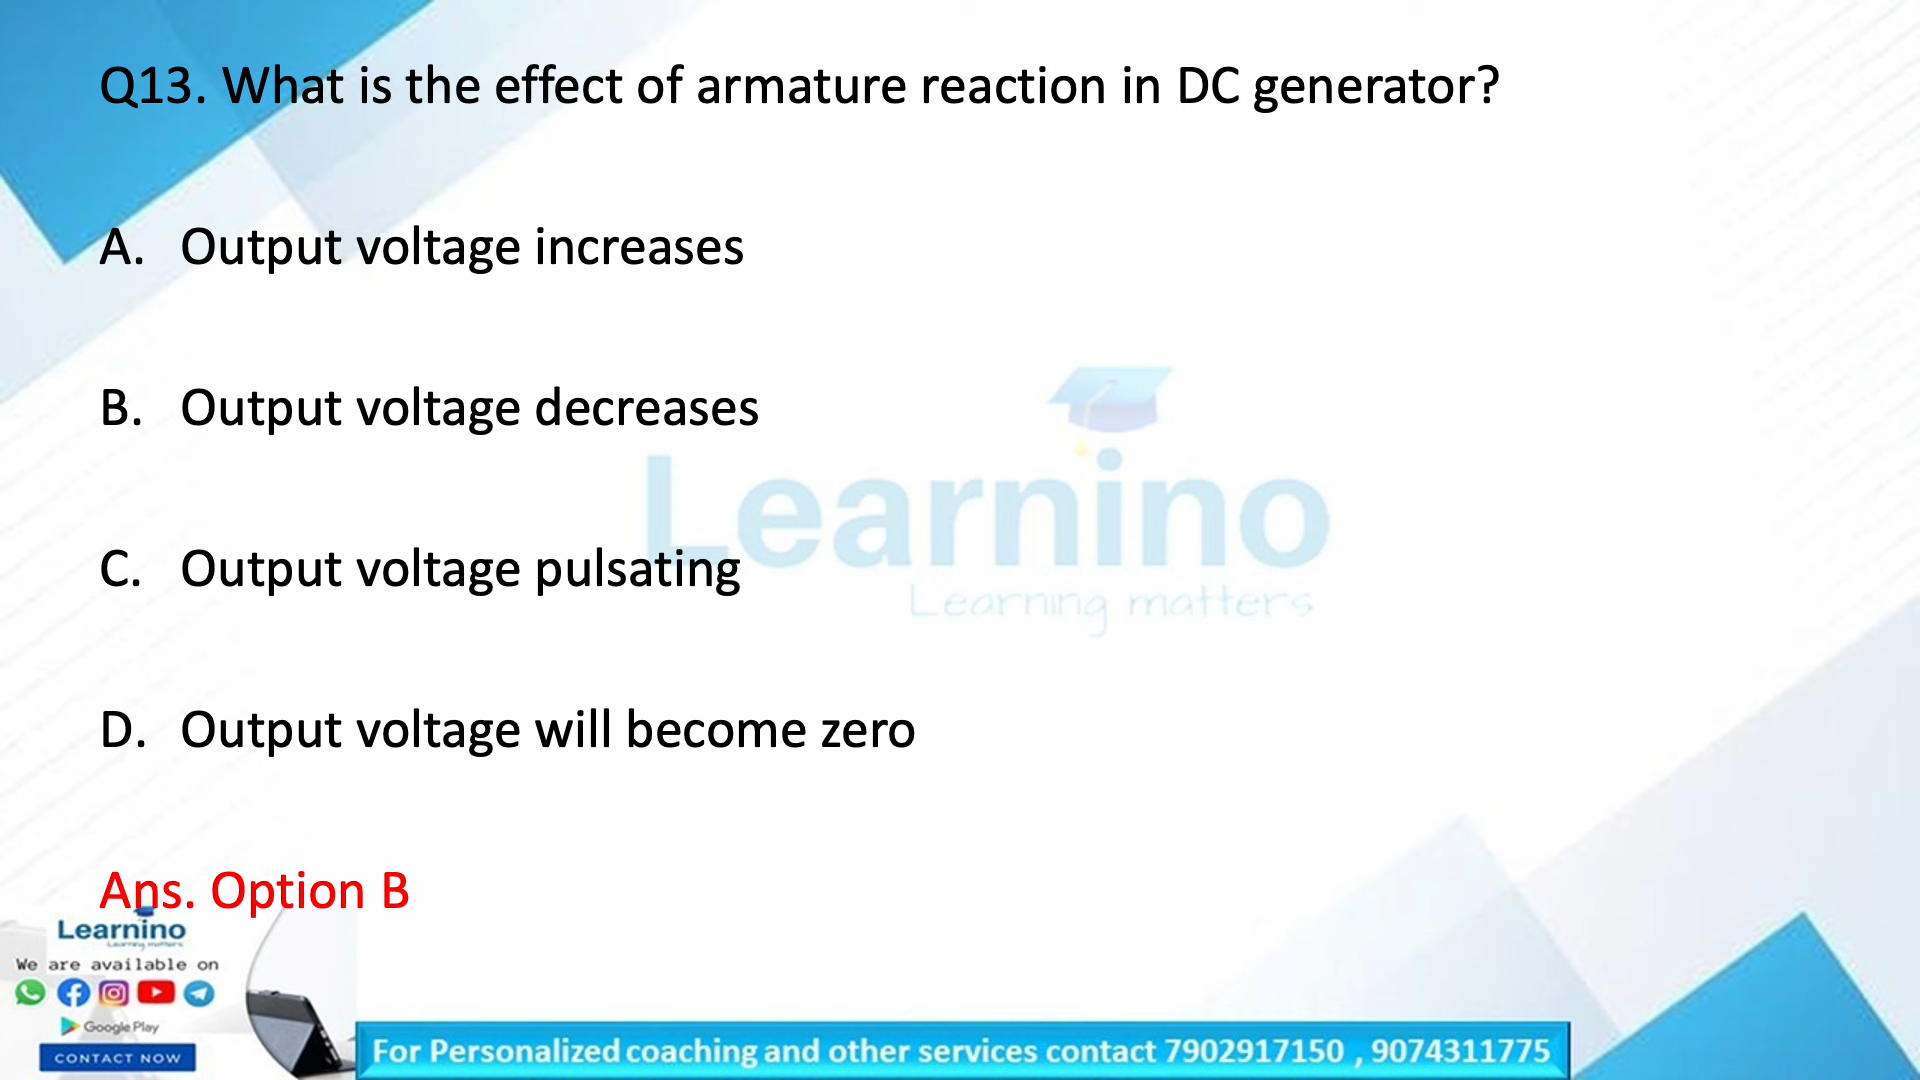 Q13. What is the effect of armature reaction in DC generator?
A. Output voltage increases
B. Output voltage decreases
Learnino
C. Output voltage pulsating
Learning matters
D. Output voltage will become zero
Ans. Option B
Learnino
Learning matters
We are available on
Google Play
CONTACT NOW
For Personalized coaching and other services contact 7902917150 , 9074311775